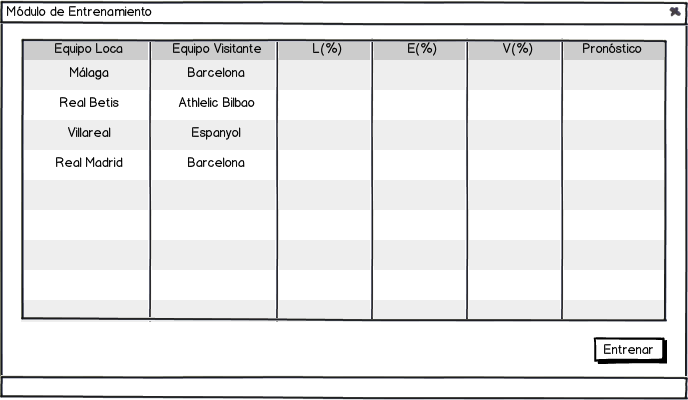 Módulo de Entrenamiento
Equipo Loca Equipo Visitante L(%) E(%) V(%) Pronóstico
Málaga Barcelona
Real Betis Athlelic Bilbao
Villareal Espanyol
Real Madrid Barcelona
Entrenar